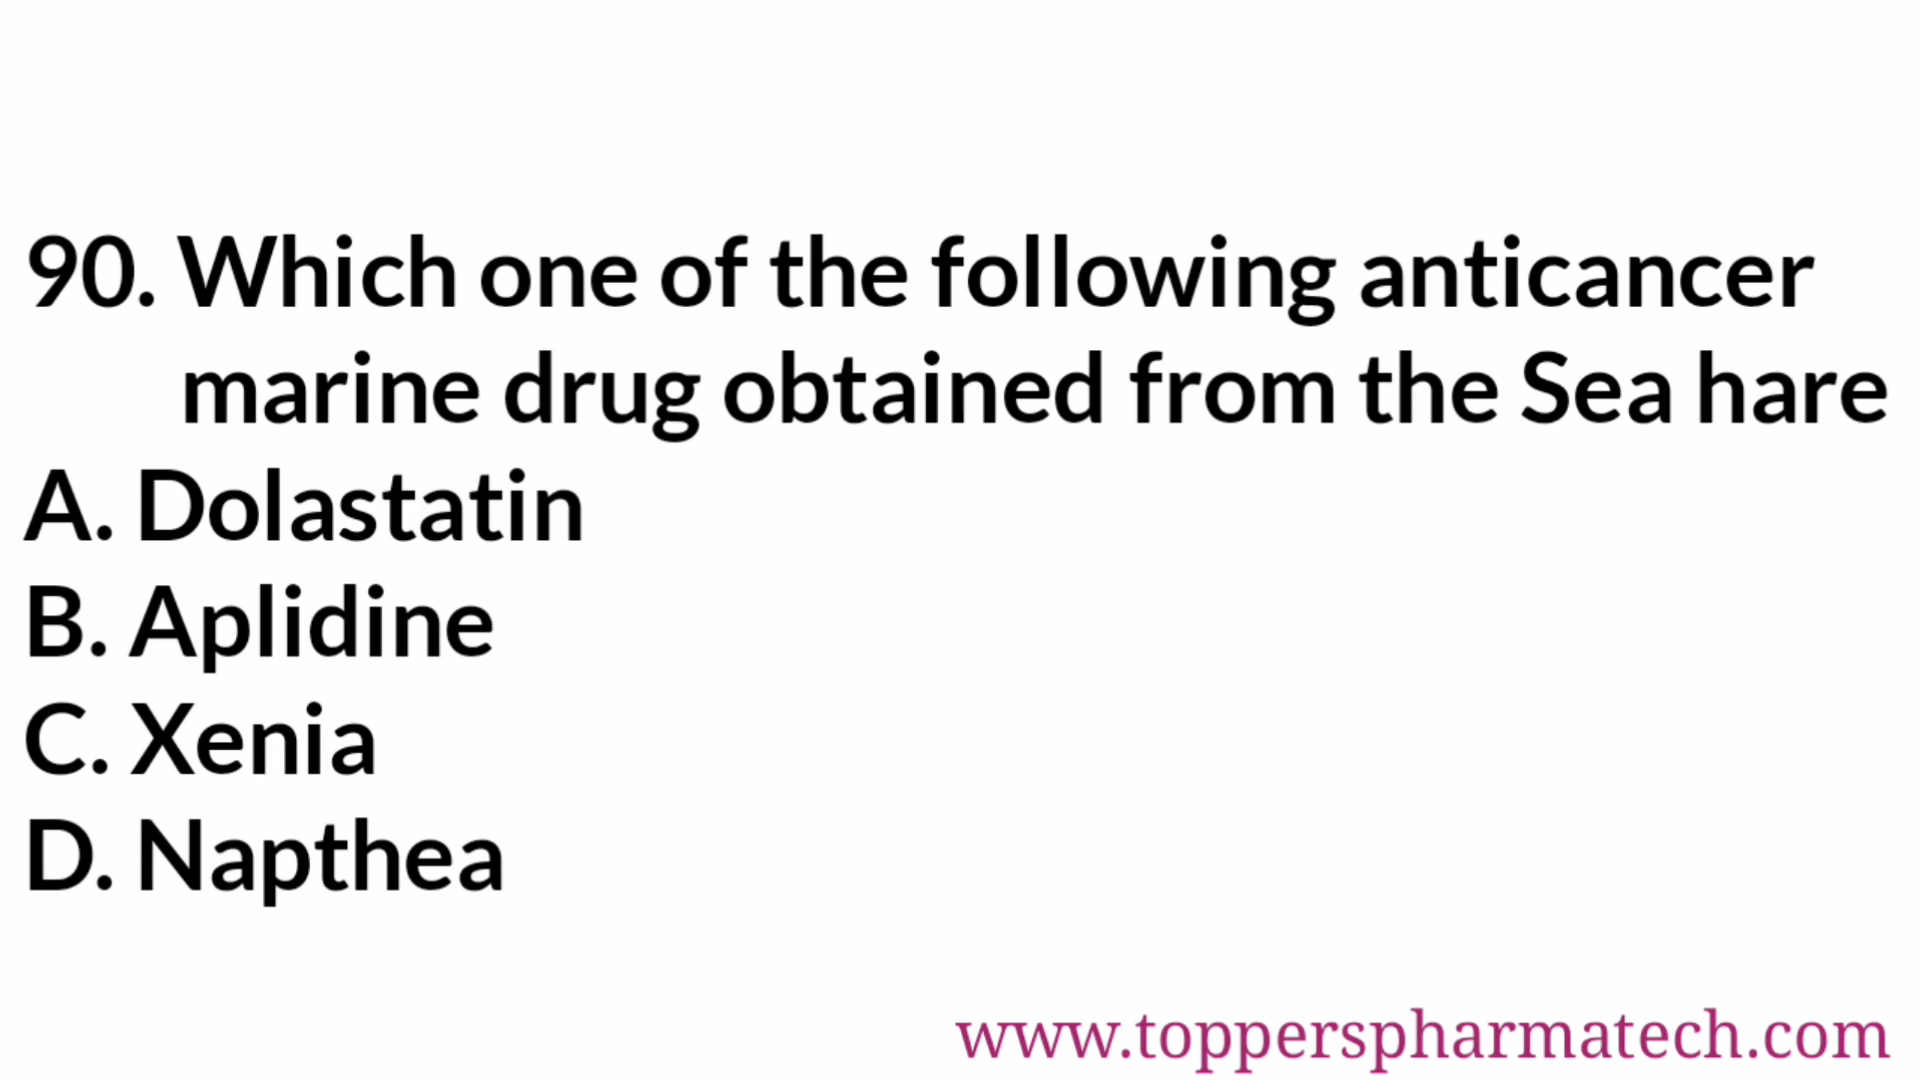 90. Which one of the following anticancer
marine drug obtained from the Sea hare
A. Dolastatin
B. Aplidine
C. Xenia
D. Napthea
www.topperspharmatech.com